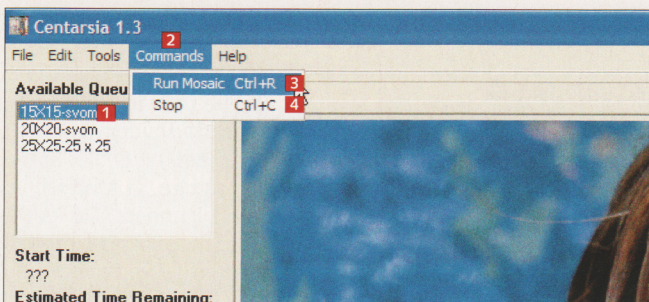 Centarsia 1.3
2
File Edit Tools Commands Help
Run Mosaic Ctrl+R 3
Stop Ctrl+C 4
Available Queu
15X15-svom 1
20X20-svom
25X25-25 x 25
Start Time:
???
Estimated Time Remaining: